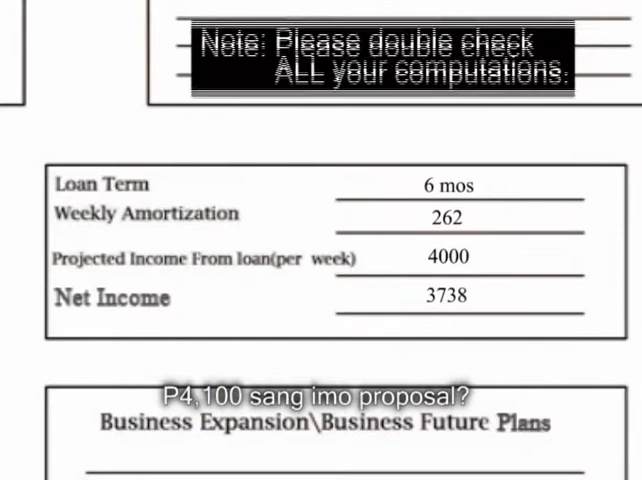 Note: Please double check
ALL your computations.
Loan Term 6 mos
Weekly Amortization 262
Projected Income From loan(per week) 4000
Net Income 3738
P4,100 sang imo proposal?
Business Expansion\Business Future Plans